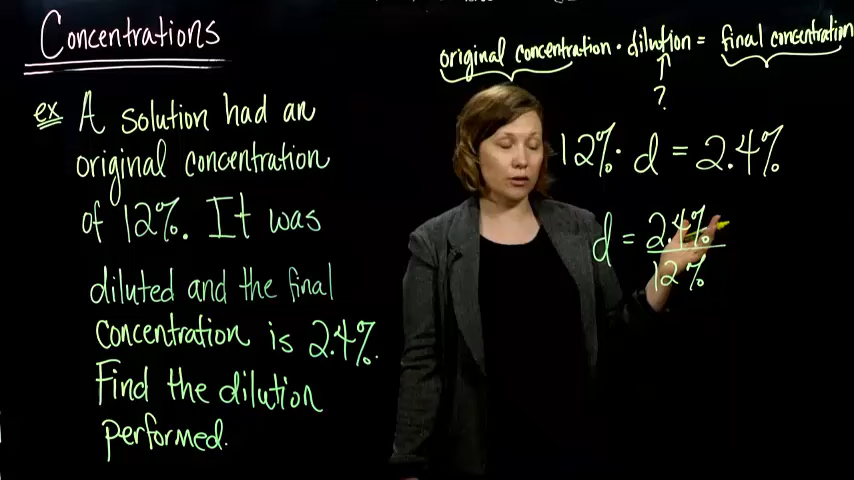 Concentrations
original concentration · dilution = final concentration
?
ex A solution had an
original concentration
of 12%. It was
diluted and the final
concentration is 2.4%.
Find the dilution
performed.
12% · d = 2.4%
d = 2.4%
12%